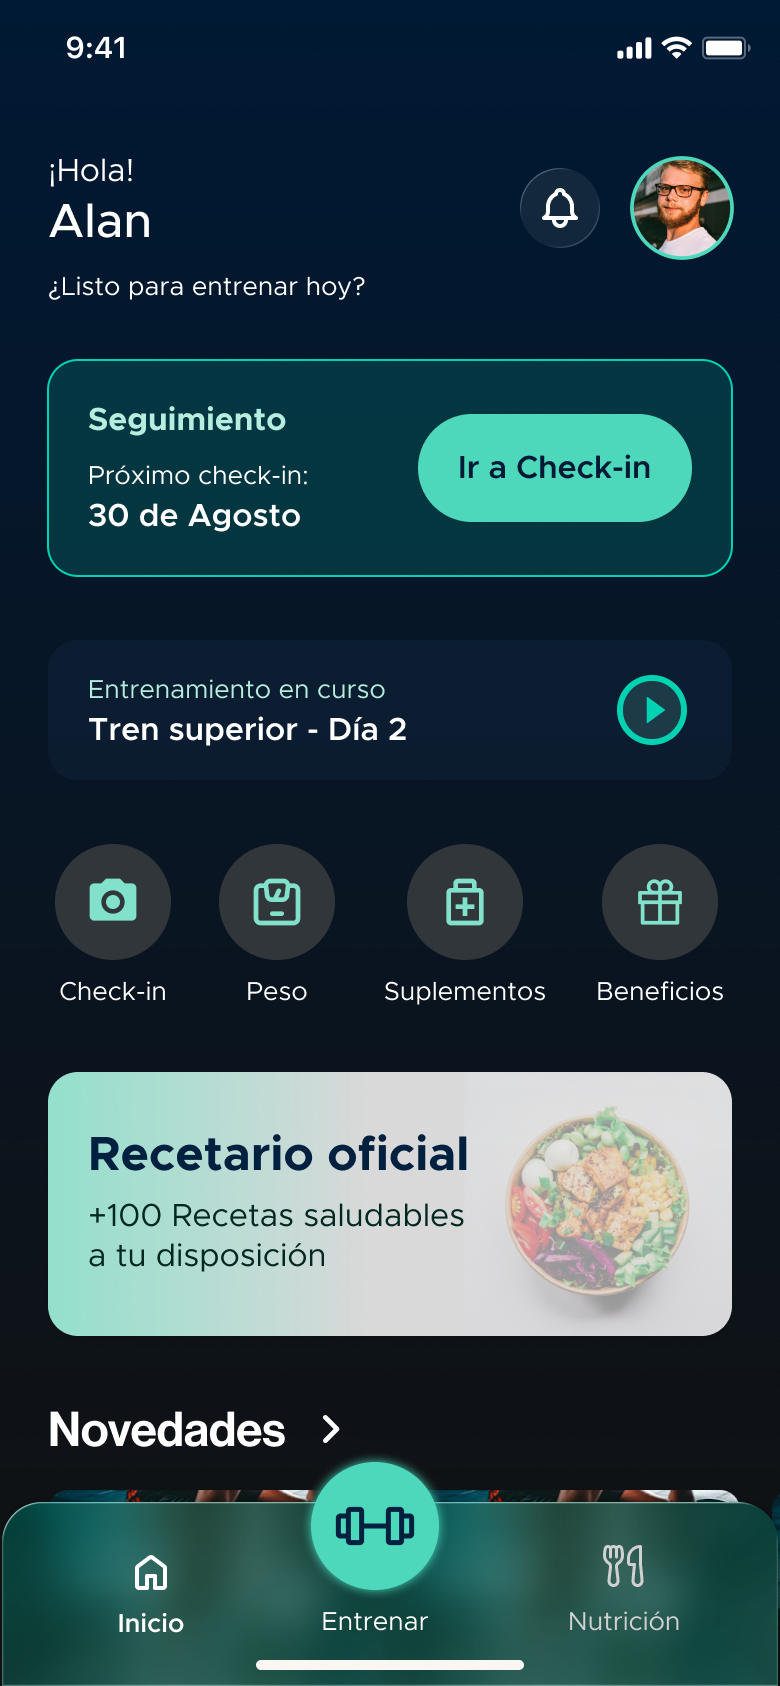 9:41
¡Hola!
Alan
¿Listo para entrenar hoy?
Seguimiento
Próximo check-in:
30 de Agosto
Ir a Check-in
Entrenamiento en curso
Tren superior - Día 2
Check-in
Peso
Suplementos
Beneficios
Recetario oficial
+100 Recetas saludables
a tu disposición
Novedades
Inicio
Entrenar
Nutrición